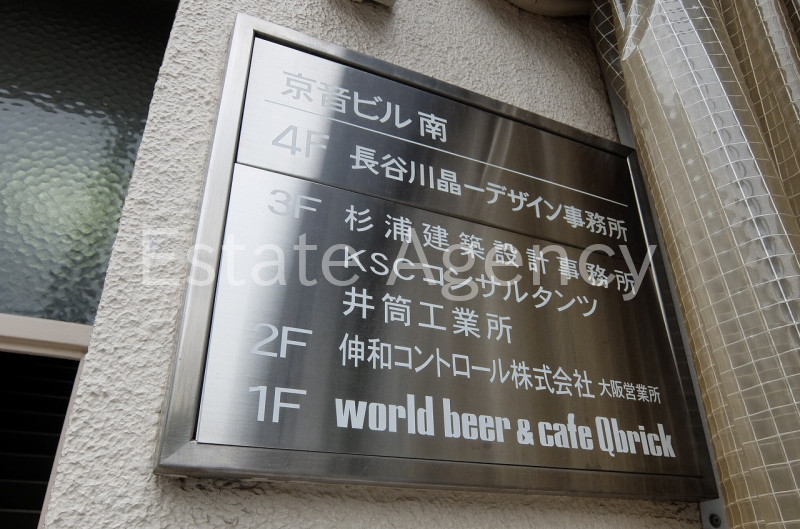 京音ビル 南
4F 長谷川晶一デザイン事務所
3F 杉浦建築設計事務所
KSCコンサルタンツ
井筒工業所
2F 伸和コントロール株式会社 大阪営業所
1F world beer & cafe Qbrick
Estate Agency